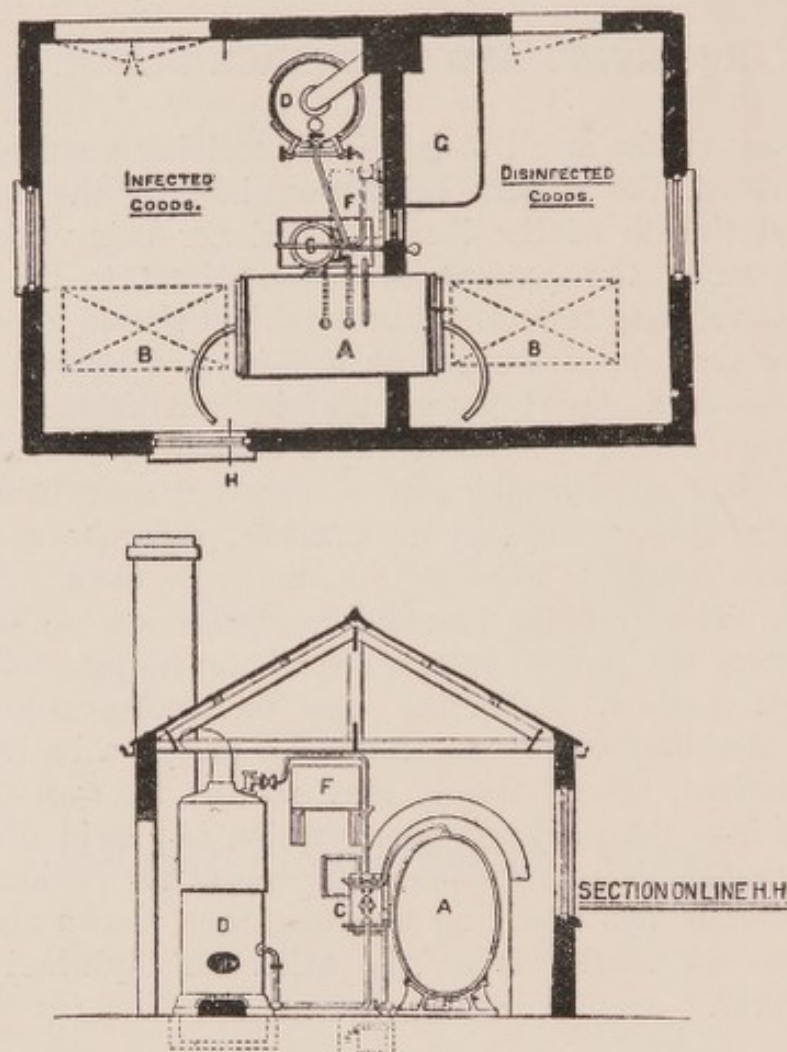 D
INFECTED
GOODS.
F
G
DISINFECTED
GOODS.
C
B
A
B
H
F
C
A
D
SECTION ON LINE H.H